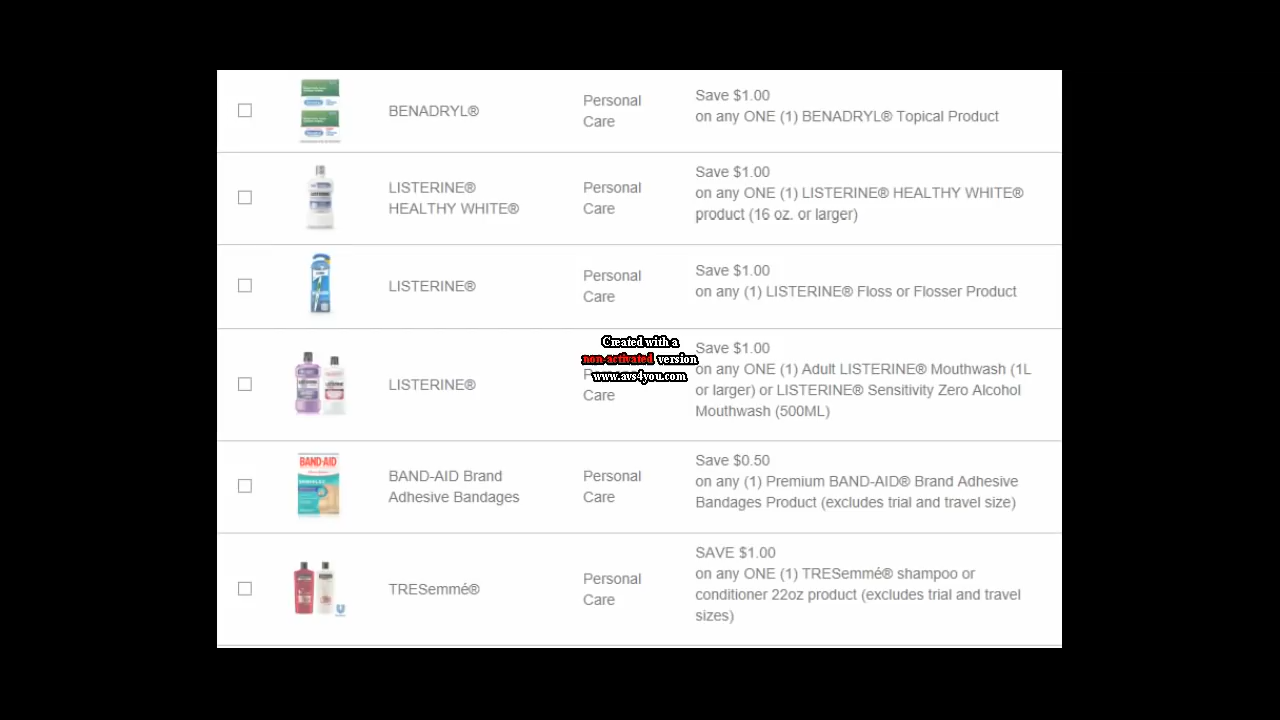 BENADRYL®
Personal
Care
Save $1.00
on any ONE (1) BENADRYL® Topical Product
LISTERINE®
HEALTHY WHITE®
Personal
Care
Save $1.00
on any ONE (1) LISTERINE® HEALTHY WHITE®
product (16 oz. or larger)
LISTERINE®
Personal
Care
Save $1.00
on any (1) LISTERINE® Floss or Flosser Product
Created with a
non-activated version
www.avs4you.com
LISTERINE®
Care
Save $1.00
on any ONE (1) Adult LISTERINE® Mouthwash (1L
or larger) or LISTERINE® Sensitivity Zero Alcohol
Mouthwash (500ML)
BAND-AID
BAND-AID Brand
Adhesive Bandages
Personal
Care
Save $0.50
on any (1) Premium BAND-AID® Brand Adhesive
Bandages Product (excludes trial and travel size)
TRESemmé®
Personal
Care
SAVE $1.00
on any ONE (1) TRESemmé® shampoo or
conditioner 22oz product (excludes trial and travel
sizes)